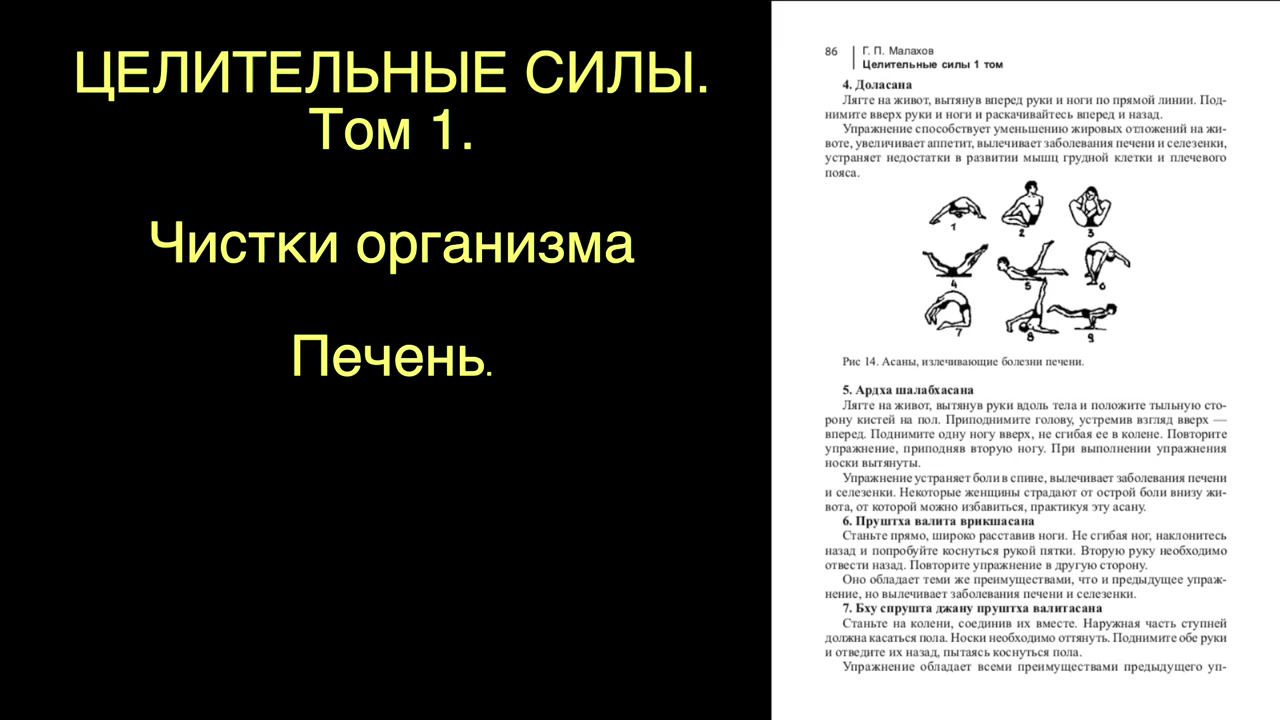 ЦЕЛИТЕЛЬНЫЕ СИЛЫ.
Том 1.
Чистки организма
Печень.
86
Г. П. Малахов
Целительные силы 1 том
4. Доласана
Лягте на живот, вытянув вперед руки и ноги по прямой линии. Под-
нимите вверх руки и ноги и раскачивайтесь вперед и назад.
Упражнение способствует уменьшению жировых отложений на жи-
воте, увеличивает аппетит, вылечивает заболевания печени и селезенки,
устраняет недостатки в развитии мышц грудной клетки и плечевого
пояса.
1
2
3
4
5
6
7
8
9
Рис 14. Асаны, излечивающие болезни печени.
5. Ардха шалабхасана
Лягте на живот, вытянув руки вдоль тела и положите тыльную сто-
рону кистей на пол. Приподнимите голову, устремив взгляд вверх —
вперед. Поднимите одну ногу вверх, не сгибая ее в колене. Повторите
упражнение, приподняв вторую ногу. При выполнении упражнения
носки вытянуты.
Упражнение устраняет боли в спине, вылечивает заболевания печени
и селезенки. Некоторые женщины страдают от острой боли внизу жи-
вота, от которой можно избавиться, практикуя эту асану.
6. Пруштха валита врикшасана
Станьте прямо, широко расставив ноги. Не сгибая ног, наклонитесь
назад и попробуйте коснуться рукой пятки. Вторую руку необходимо
отвести назад. Повторите упражнение в другую сторону.
Оно обладает теми же преимуществами, что и предыдущее упраж-
нение, но вылечивает заболевания печени и селезенки.
7. Бху спрушта джану пруштха валитасана
Станьте на колени, соединив их вместе. Наружная часть ступней
должна касаться пола. Носки необходимо оттянуть. Поднимите обе руки
и отведите их назад, пытаясь коснуться пола.
Упражнение обладает всеми преимуществами предыдущего уп-